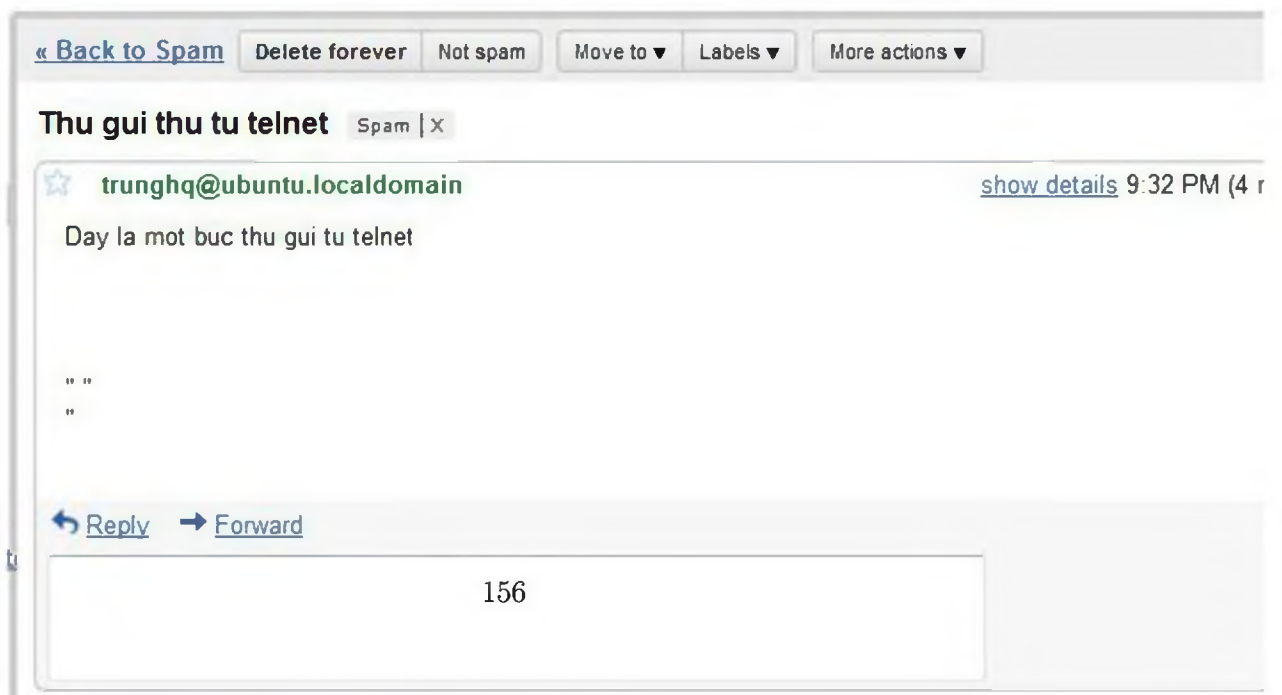 « Back to Spam Delete forever Not spam Move to ▼ Labels ▼ More actions ▼
Thu gui thu tu telnet Spam | X
trunghq@ubuntu.localdomain show details 9:32 PM (4
Day la mot buc thu gui tu telnet
" "
"
Reply Forward
156